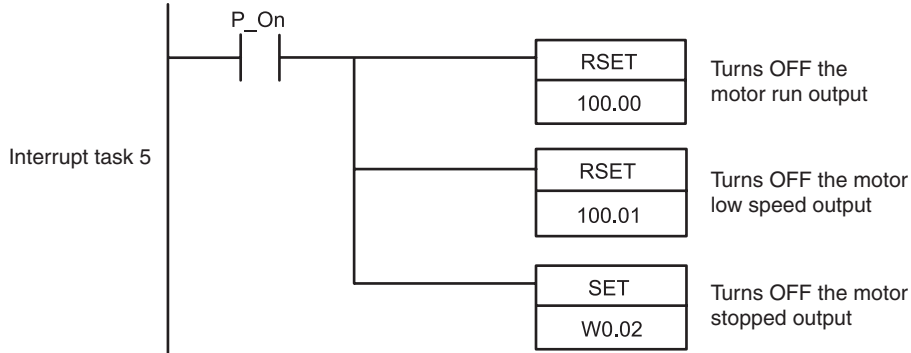 P_On
RSET
100.00
Turns OFF the
motor run output
Interrupt task 5
RSET
100.01
Turns OFF the motor
low speed output
SET
W0.02
Turns OFF the motor
stopped output